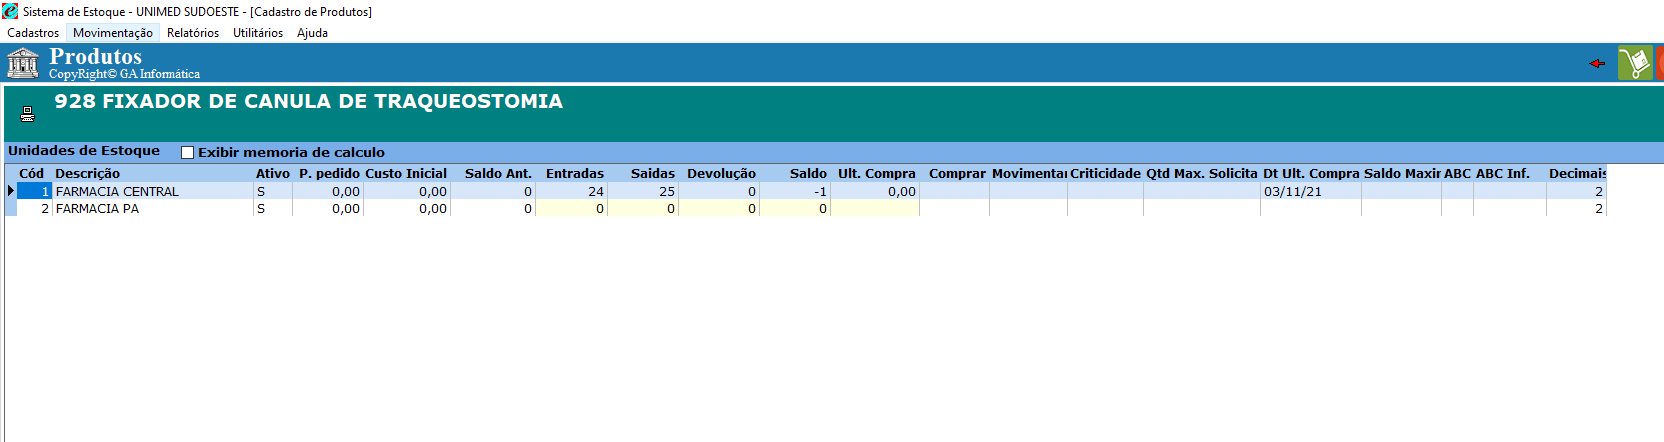 Sistema de Estoque - UNIMED SUDOESTE - [Cadastro de Produtos]
Cadastros Movimentação Relatórios Utilitários Ajuda
Produtos
CopyRight© GA Informática
928 FIXADOR DE CANULA DE TRAQUEOSTOMIA
Unidades de Estoque Exibir memoria de calculo
Cód Descrição Ativo P. pedido Custo Inicial Saldo Ant. Entradas Saidas Devolução Saldo Ult. Compra Comprar Movimentar Criticidade Qtd Max. Solicita Dt Ult. Compra Saldo Maxir ABC ABC Inf. Decimais
1 FARMACIA CENTRAL S 0,00 0,00 0 24 25 0 -1 0,00 03/11/21 2
2 FARMACIA PA S 0,00 0,00 0 0 0 0 0 2